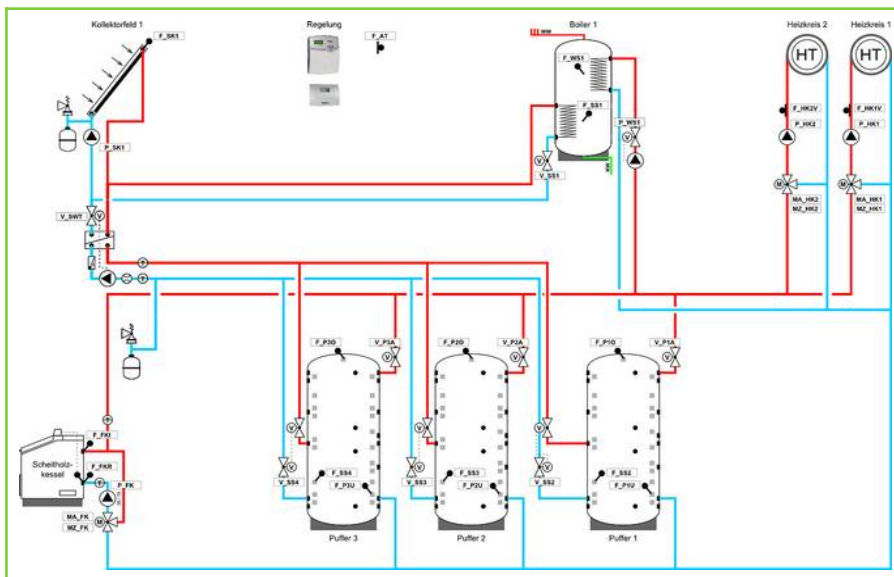 Kollektorfeld 1
Regelung
Boiler 1
Heizkreis 2
Heizkreis 1
F_SK1
F_AT
WW
HT
HT
F_WS1
F_HK2V
F_HK1V
F_SS1
P_WS1
P_HK2
P_HK1
P_SK1
V
KW
V
V_SS1
M
M
MA_HK2
MZ_HK2
MA_HK1
MZ_HK1
V_SWT
V
T
T
F_P3O
V_P3A
F_P2O
V_P2A
F_P1O
V_P1A
V
V
V
T
V
V
V
F_FKI
Scheitholz-
kessel
F_FKR
T
V
V
V
F_SS4
F_SS3
F_SS2
V_SS4
V_SS3
V_SS2
P_FK
F_P3U
F_P2U
F_P1U
MA_FK
MZ_FK
M
Puffer 3
Puffer 2
Puffer 1